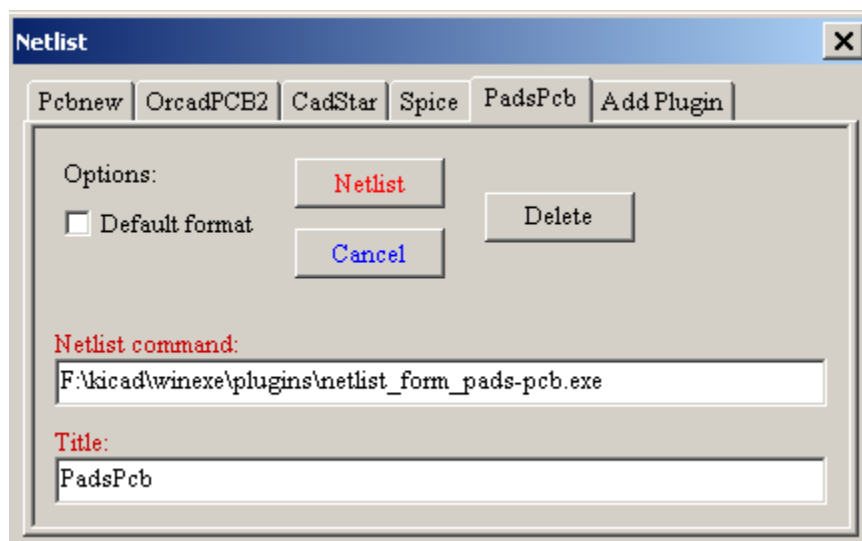 Netlist
Pcbnew OrcadPCB2 CadStar Spice PadsPcb Add Plugin
Options: Netlist
Delete
Default format
Cancel
Netlist command:
F:\kicad\winexe\plugins\netlist_form_pads-pcb.exe
Title:
PadsPcb